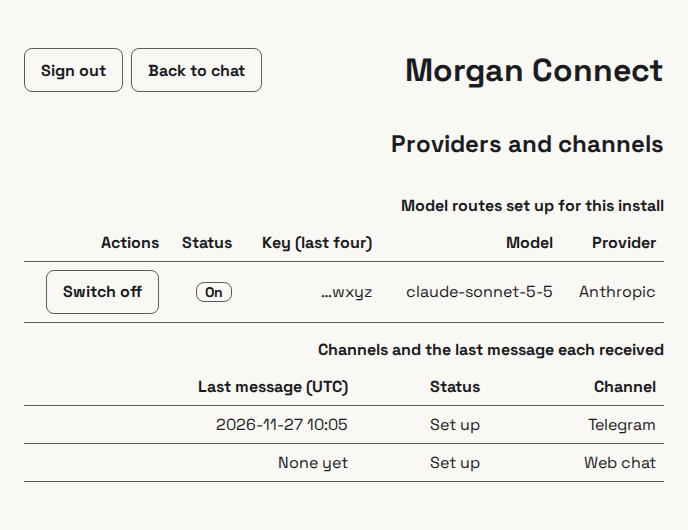 Morgan Connect
Back to chat
Sign out
Providers and channels
Model routes set up for this install
Provider Model Key (last four) Status Actions
Anthropic claude-sonnet-5-5 …wxyz On Switch off
Channels and the last message each received
Channel Status Last message (UTC)
Telegram Set up 2026-11-27 10:05
Web chat Set up None yet